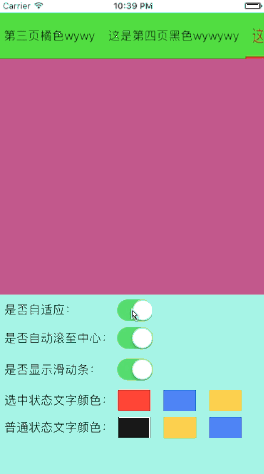 Carrier 10:39 PM
第三页橘色wywy 这是第四页黑色wywywy 这
是否自适应：
是否自动滚至中心：
是否显示滑动条：
选中状态文字颜色：
普通状态文字颜色：